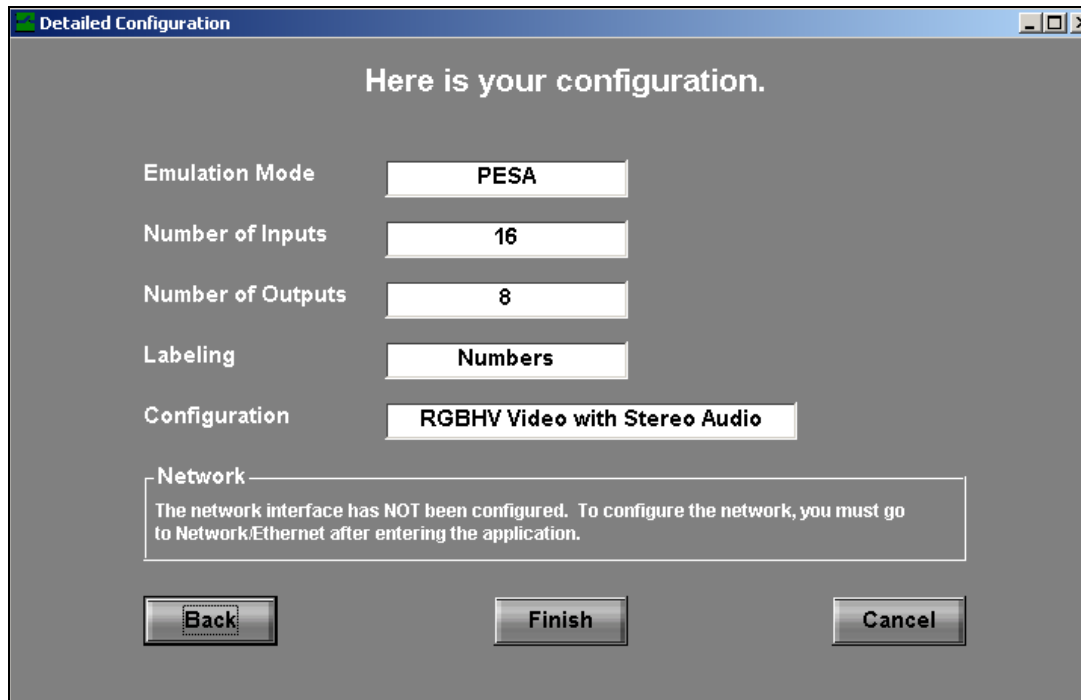 Detailed Configuration
Here is your configuration.
Emulation Mode PESA
Number of Inputs 16
Number of Outputs 8
Labeling Numbers
Configuration RGBHV Video with Stereo Audio
Network
The network interface has NOT been configured.  To configure the network, you must go
to Network/Ethernet after entering the application.
Back Finish Cancel